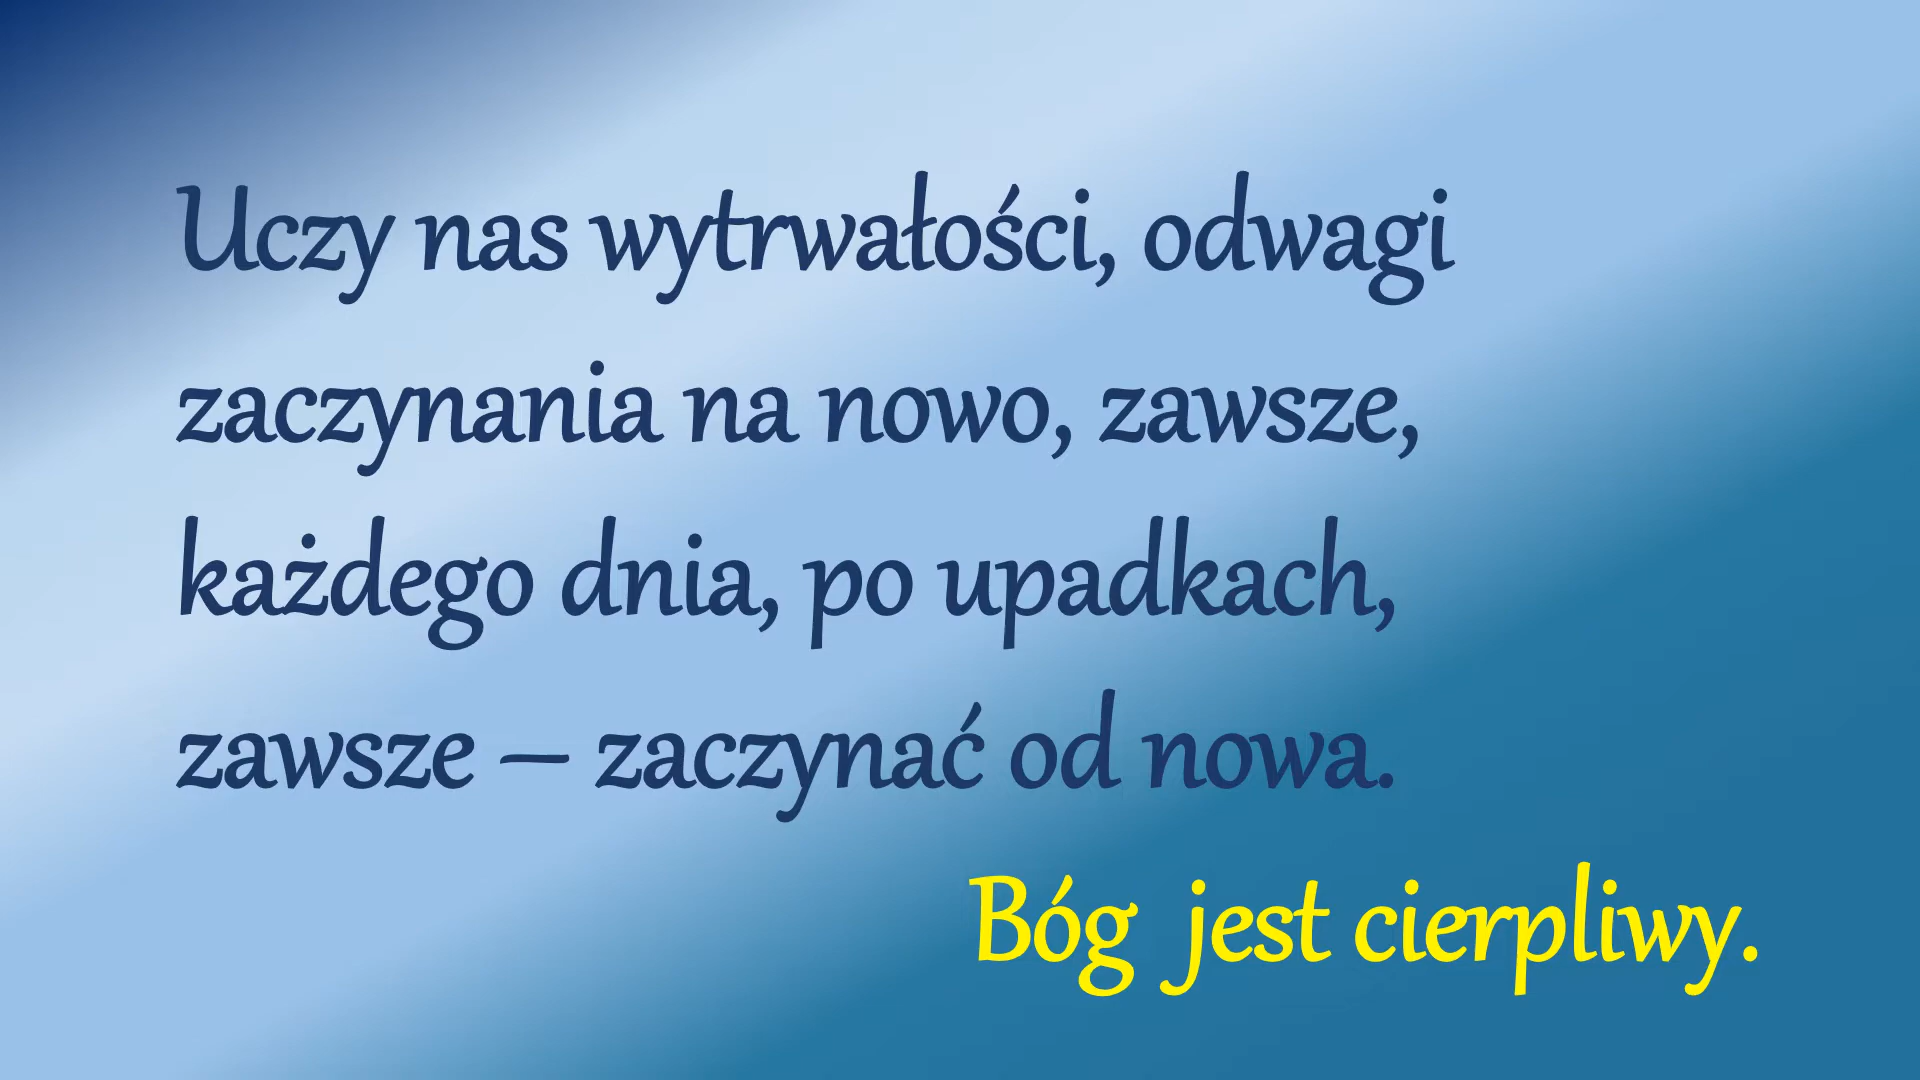 Uczy nas wytrwałości, odwagi
zaczynania na nowo, zawsze,
każdego dnia, po upadkach,
zawsze – zaczynać od nowa.
Bóg jest cierpliwy.